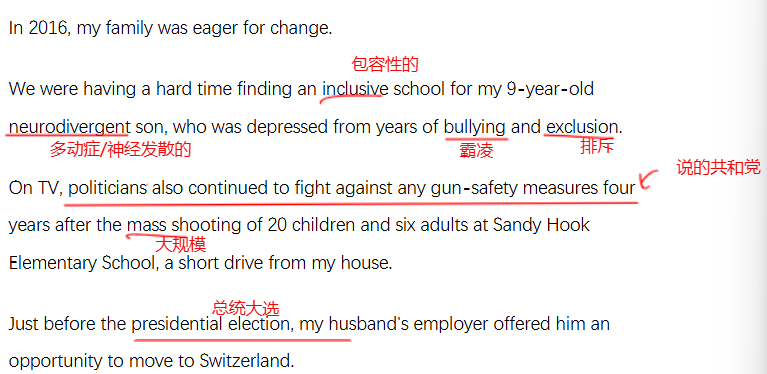 In 2016, my family was eager for change.
包容性的
We were having a hard time finding an inclusive school for my 9-year-old
neurodivergent son, who was depressed from years of bullying and exclusion.
多动症/神经发散的 霸凌 排斥
说的共和党
On TV, politicians also continued to fight against any gun-safety measures four
years after the mass shooting of 20 children and six adults at Sandy Hook
大规模
Elementary School, a short drive from my house.
总统大选
Just before the presidential election, my husband's employer offered him an
opportunity to move to Switzerland.